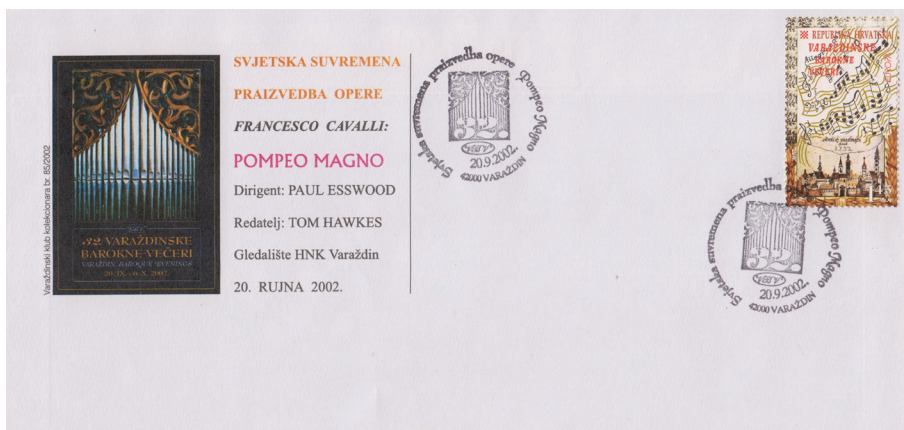 Varaždinski klub kolekcionara br. 85/2002
32. VARAŽDINSKE
BAROKNE VEČERI
VARAŽDIN BAROQUE EVENINGS
20. IX. - 6. X. 2002.
SVJETSKA SUVREMENA
PRAIZVEDBA OPERE
FRANCESCO CAVALLI:
POMPEO MAGNO
Dirigent: PAUL ESSWOOD
Redatelj: TOM HAWKES
Gledalište HNK Varaždin
20. RUJNA 2002.
Svjetska suvremena praizvedba opere Pompeo Magno
20.9.2002.
42000 VARAŽDIN
REPUBLIKA HRVATSKA
VARAŽDINSKE
BAROKNE
VEČERI
1
Svjetska suvremena praizvedba opere Pompeo Magno
20.9.2002.
42000 VARAŽDIN